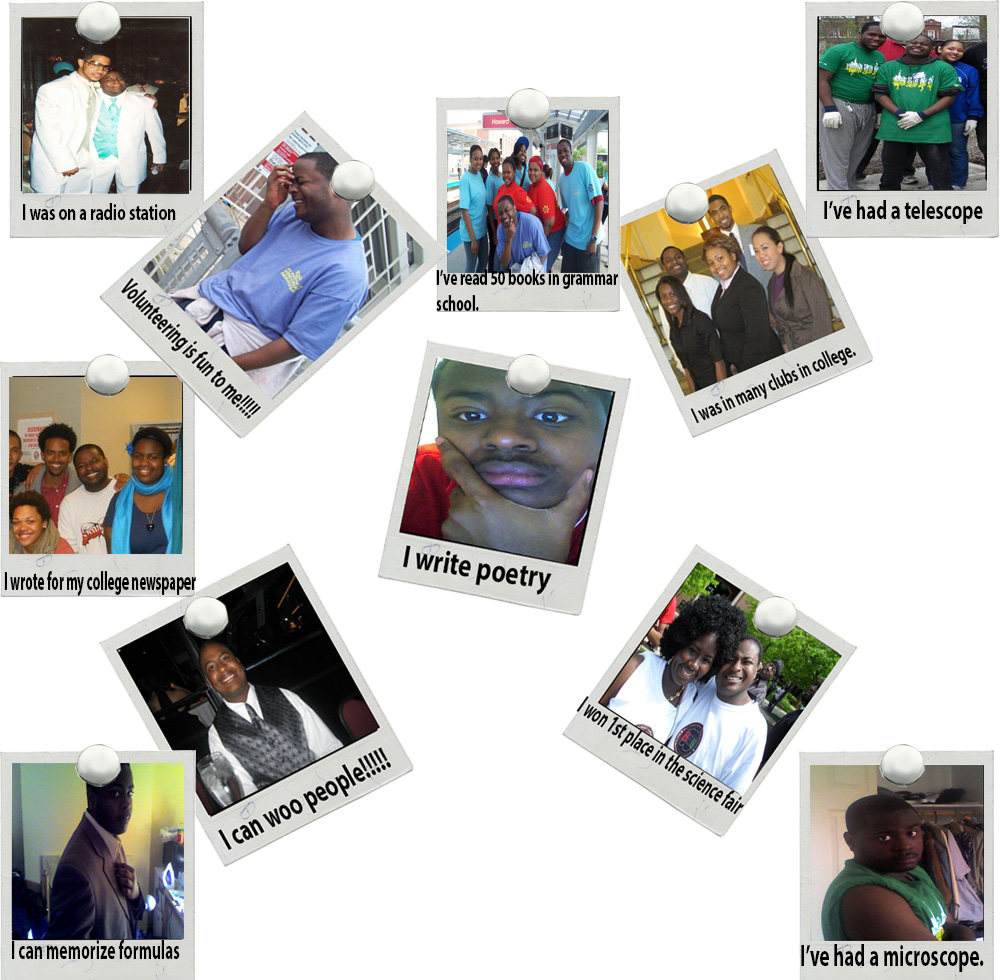 I was on a radio station
I've had a telescope
Howard
I've read 50 books in grammar
school.
Volunteering is fun to me!!!!!
I was in many clubs in college.
I wrote for my college newspaper
I write poetry
I can woo people!!!!!
I won 1st place in the science fair
I can memorize formulas
I've had a microscope.